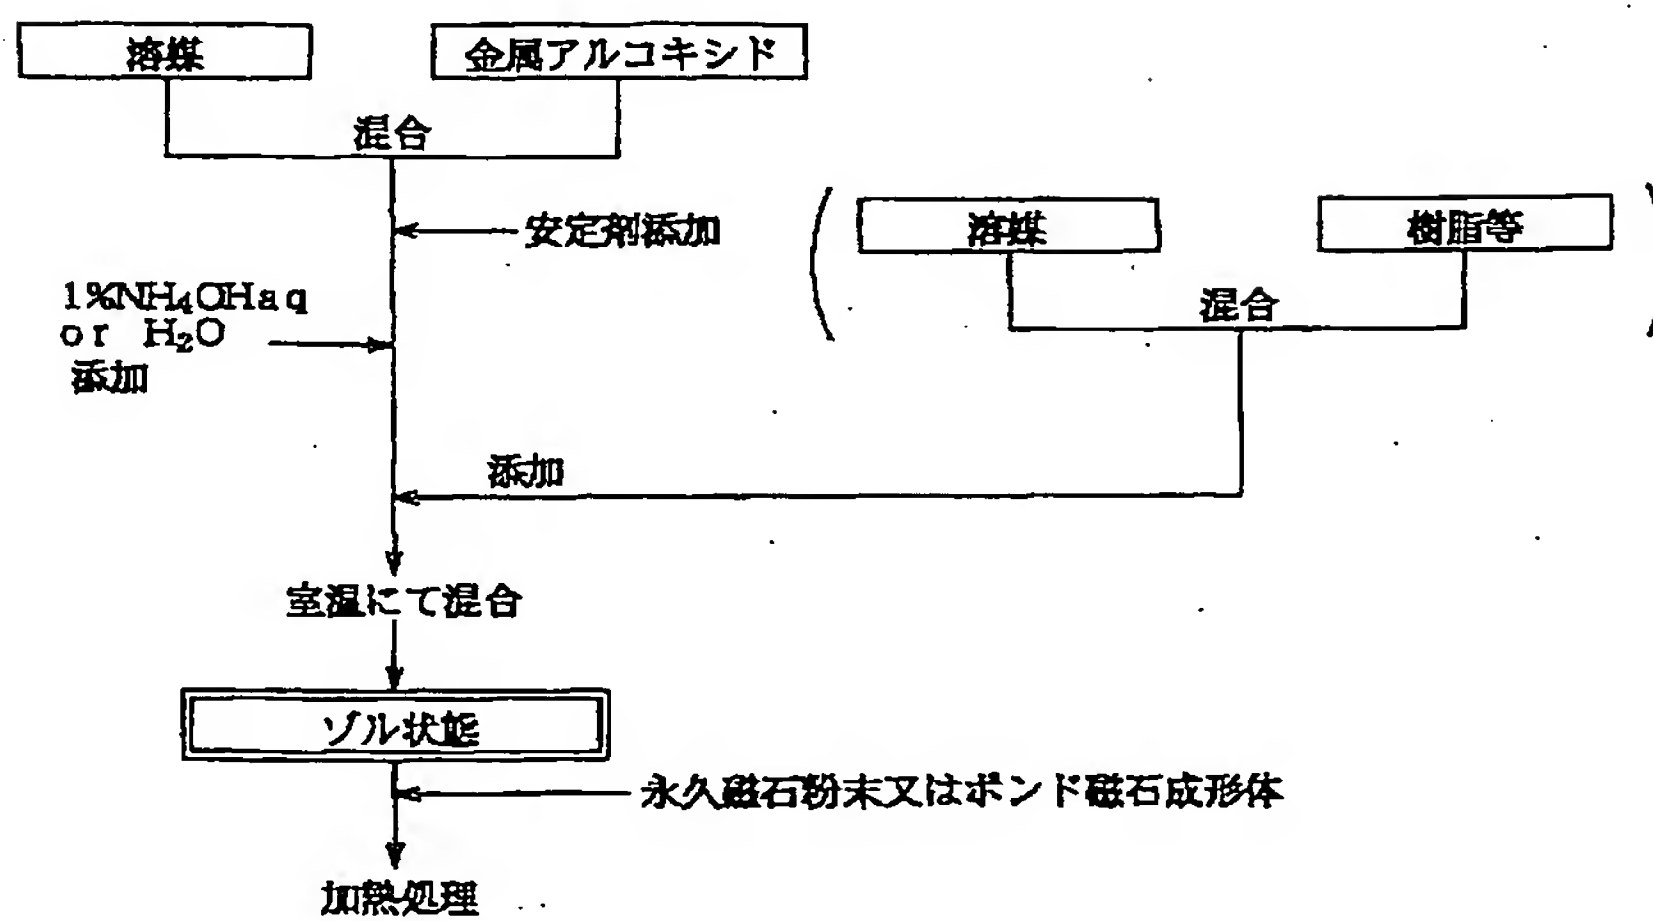 溶媒
金属アルコキシド
混合
安定剤添加
溶媒
樹脂等
混合
1%NH₄OHaq
or H₂O
添加
添加
室温にて混合
ゾル状態
永久磁石粉末又はボンド磁石成形体
加熱処理